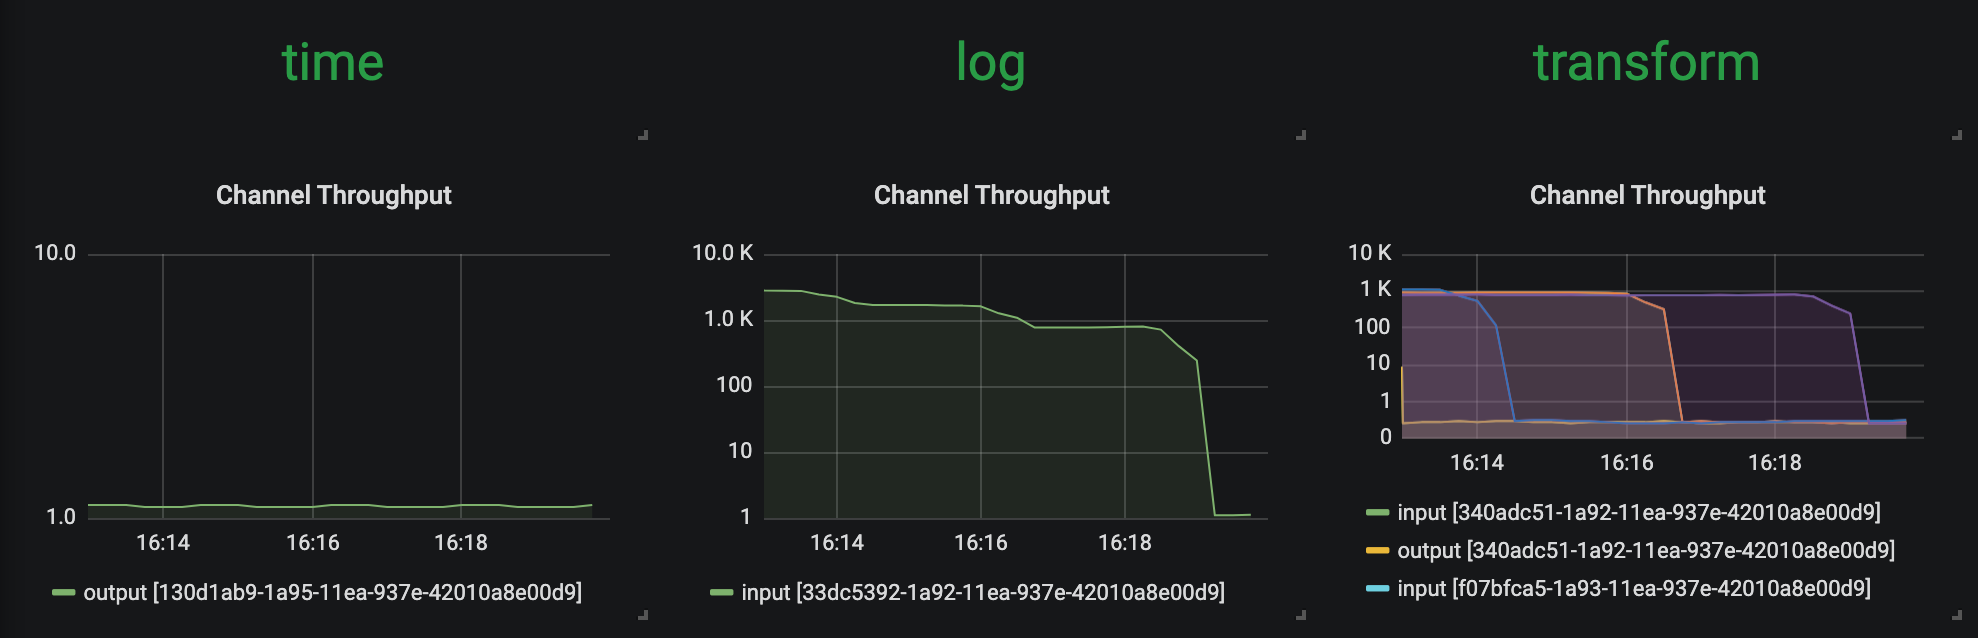 time
Channel Throughput
10.0
1.0
16:14 16:16 16:18
output [130d1ab9-1a95-11ea-937e-42010a8e00d9]
log
Channel Throughput
10.0 K
1.0 K
100
10
1
16:14 16:16 16:18
input [33dc5392-1a92-11ea-937e-42010a8e00d9]
transform
Channel Throughput
10 K
1 K
100
10
1
0
16:14 16:16 16:18
input [340adc51-1a92-11ea-937e-42010a8e00d9]
output [340adc51-1a92-11ea-937e-42010a8e00d9]
input [f07bfca5-1a93-11ea-937e-42010a8e00d9]